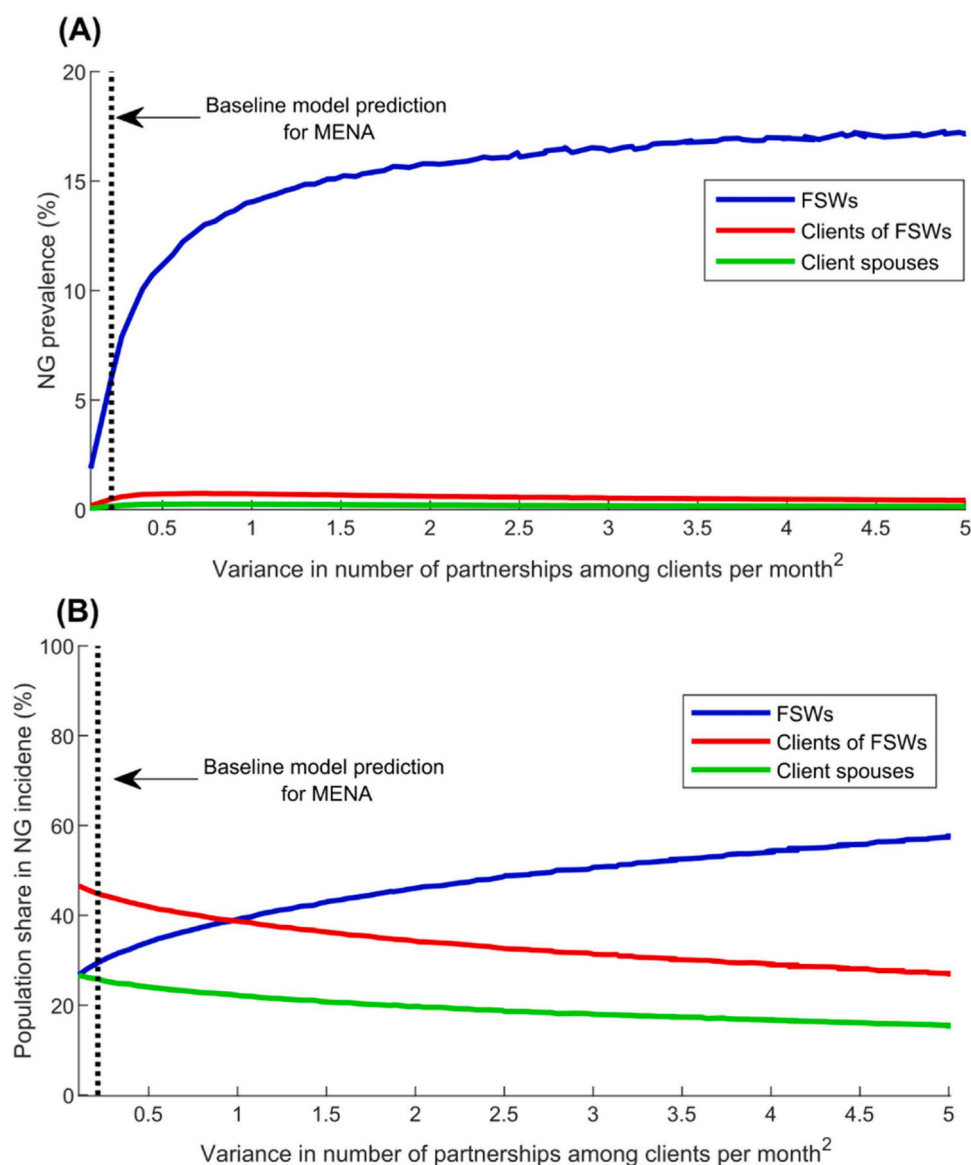 (A)
20
15
10
5
0
NG prevalence (%)
Baseline model prediction
for MENA
FSWs
Clients of FSWs
Client spouses
0.5 1 1.5 2 2.5 3 3.5 4 4.5 5
Variance in number of partnerships among clients per month²
(B)
100
80
60
40
20
0
Population share in NG incidene (%)
Baseline model prediction
for MENA
FSWs
Clients of FSWs
Client spouses
0.5 1 1.5 2 2.5 3 3.5 4 4.5 5
Variance in number of partnerships among clients per month²